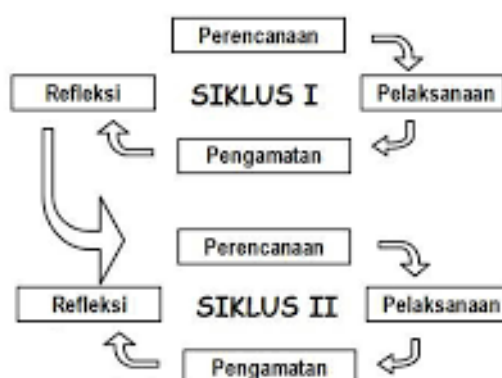 Perencanaan
Refleksi SIKLUS I Pelaksanaan
Pengamatan
Perencanaan
Refleksi SIKLUS II Pelaksanaan
Pengamatan